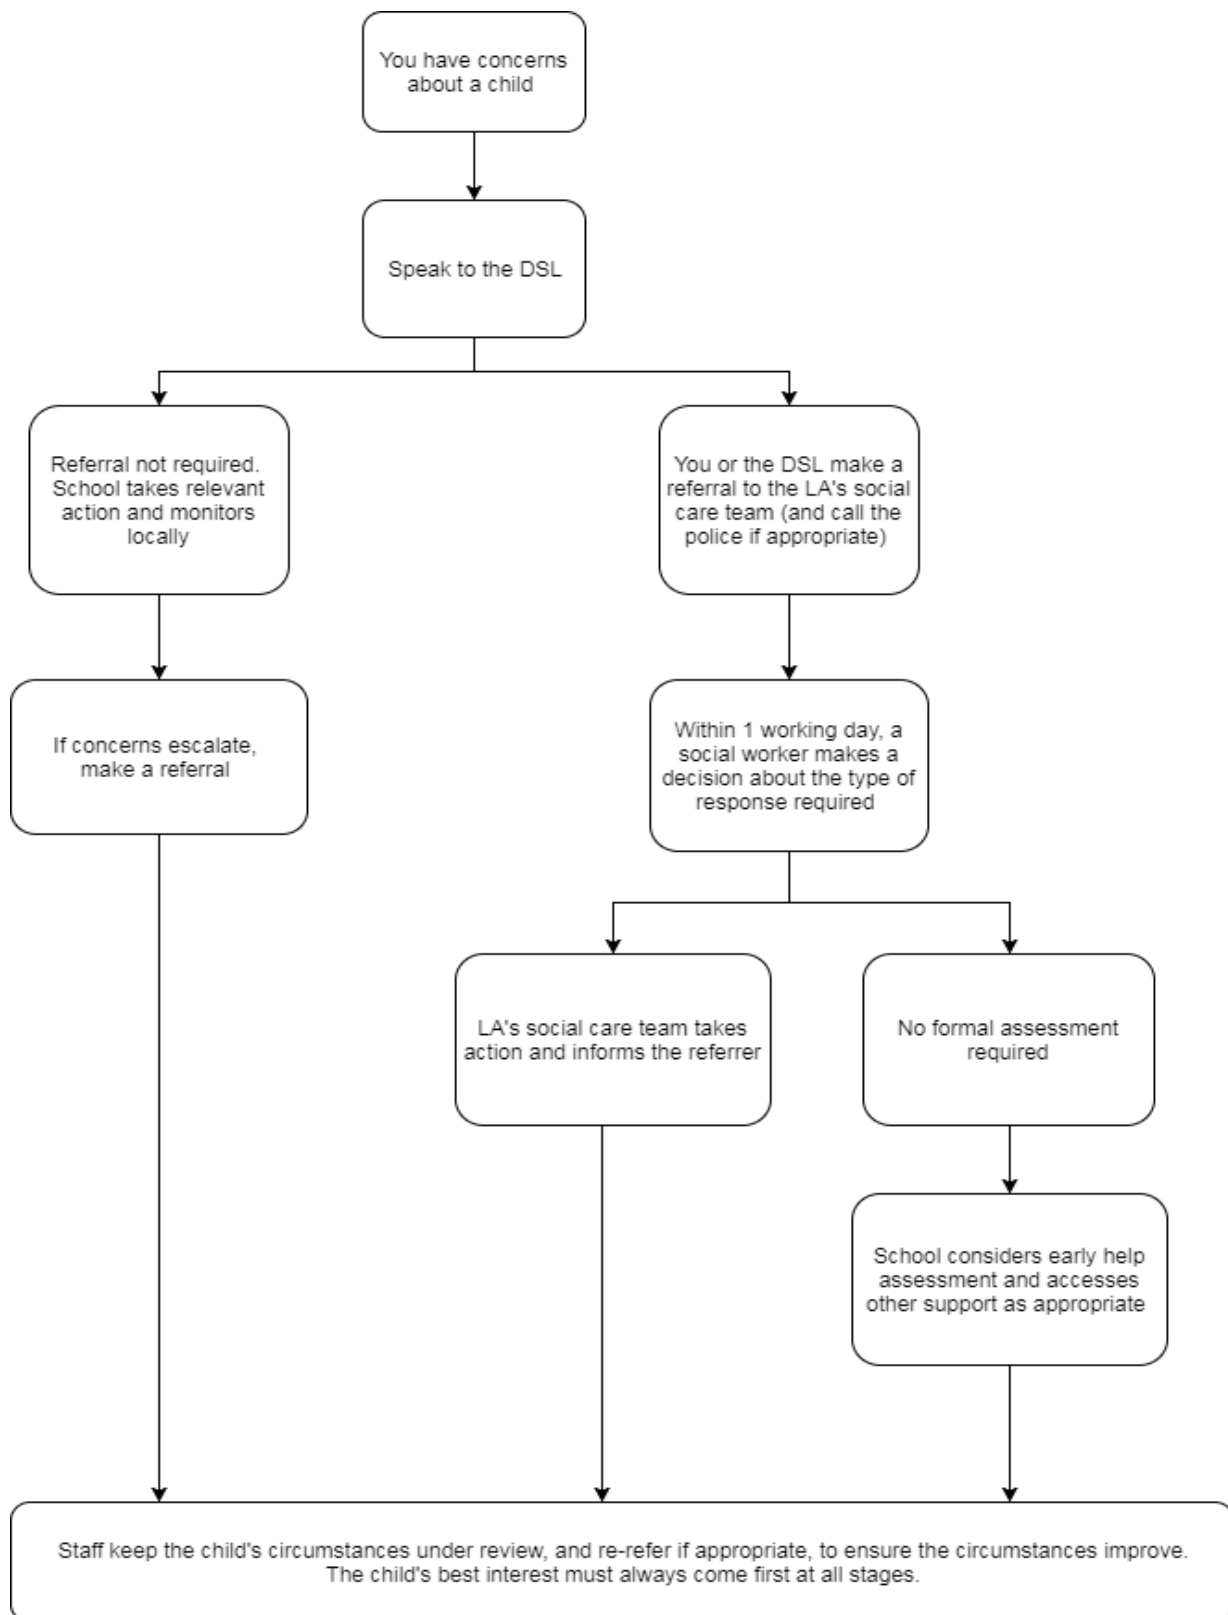 You have concerns
about a child
Speak to the DSL
Referral not required.
School takes relevant
action and monitors
locally
You or the DSL make a
referral to the LA's social
care team (and call the
police if appropriate)
If concerns escalate,
make a referral
Within 1 working day, a
social worker makes a
decision about the type of
response required
LA's social care team takes
action and informs the referrer
No formal assessment
required
School considers early help
assessment and accesses
other support as appropriate
Staff keep the child's circumstances under review, and re-refer if appropriate, to ensure the circumstances improve.
The child's best interest must always come first at all stages.